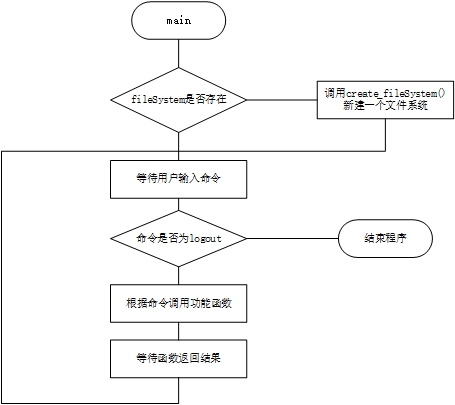 main
fileSystem是否存在
调用create_fileSystem()
新建一个文件系统
等待用户输入命令
命令是否为logout
结束程序
根据命令调用功能函数
等待函数返回结果